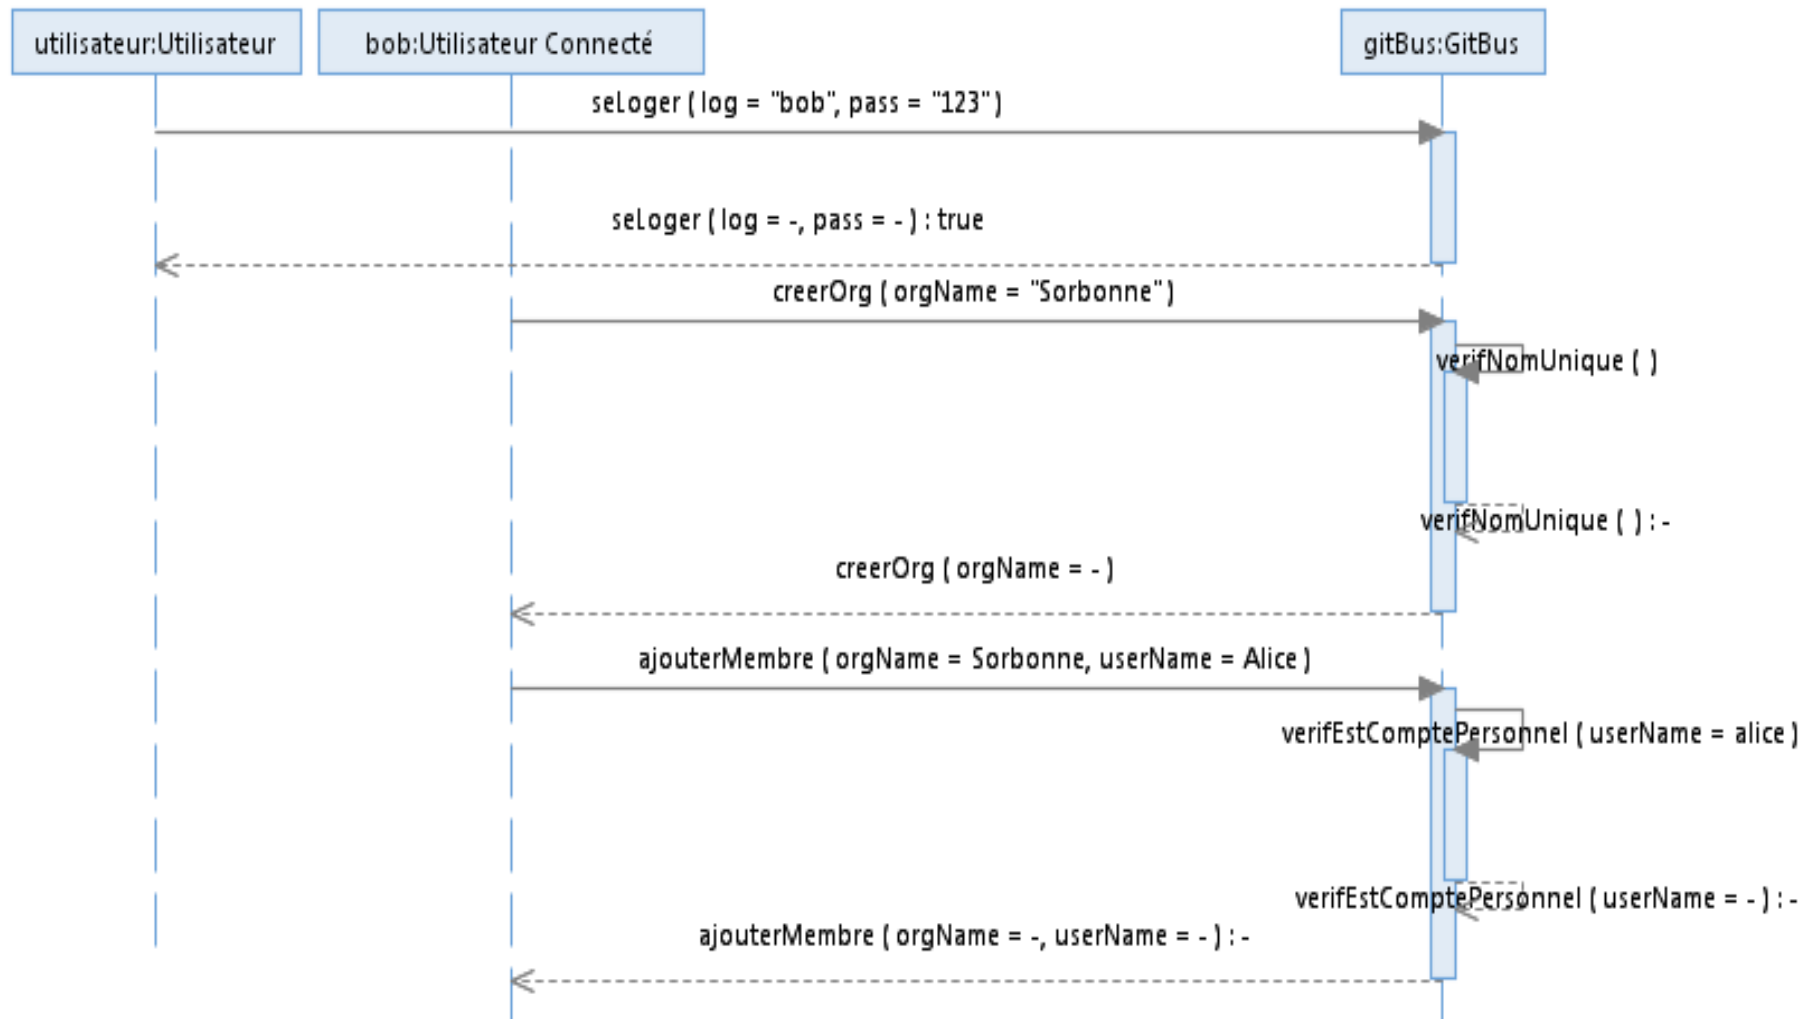 utilisateur:Utilisateur
bob:Utilisateur Connecté
gitBus:GitBus
seLoger ( log = "bob", pass = "123" )
seLoger ( log = -, pass = - ) : true
creerOrg ( orgName = "Sorbonne" )
verifNomUnique ( )
verifNomUnique ( ) : -
creerOrg ( orgName = - )
ajouterMembre ( orgName = Sorbonne, userName = Alice )
verifEstComptePersonnel ( userName = alice )
verifEstComptePersonnel ( userName = - ) : -
ajouterMembre ( orgName = -, userName = - ) : -